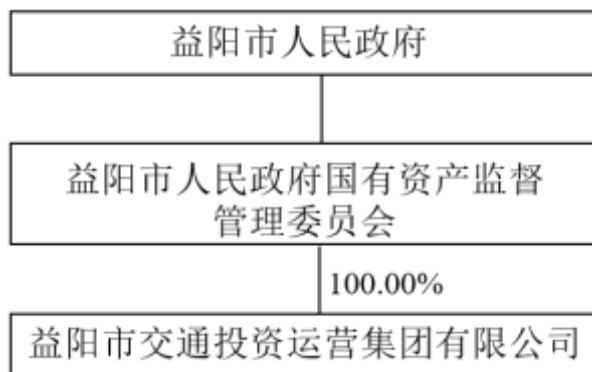 益阳市人民政府
益阳市人民政府国有资产监督
管理委员会
100.00%
益阳市交通投资运营集团有限公司